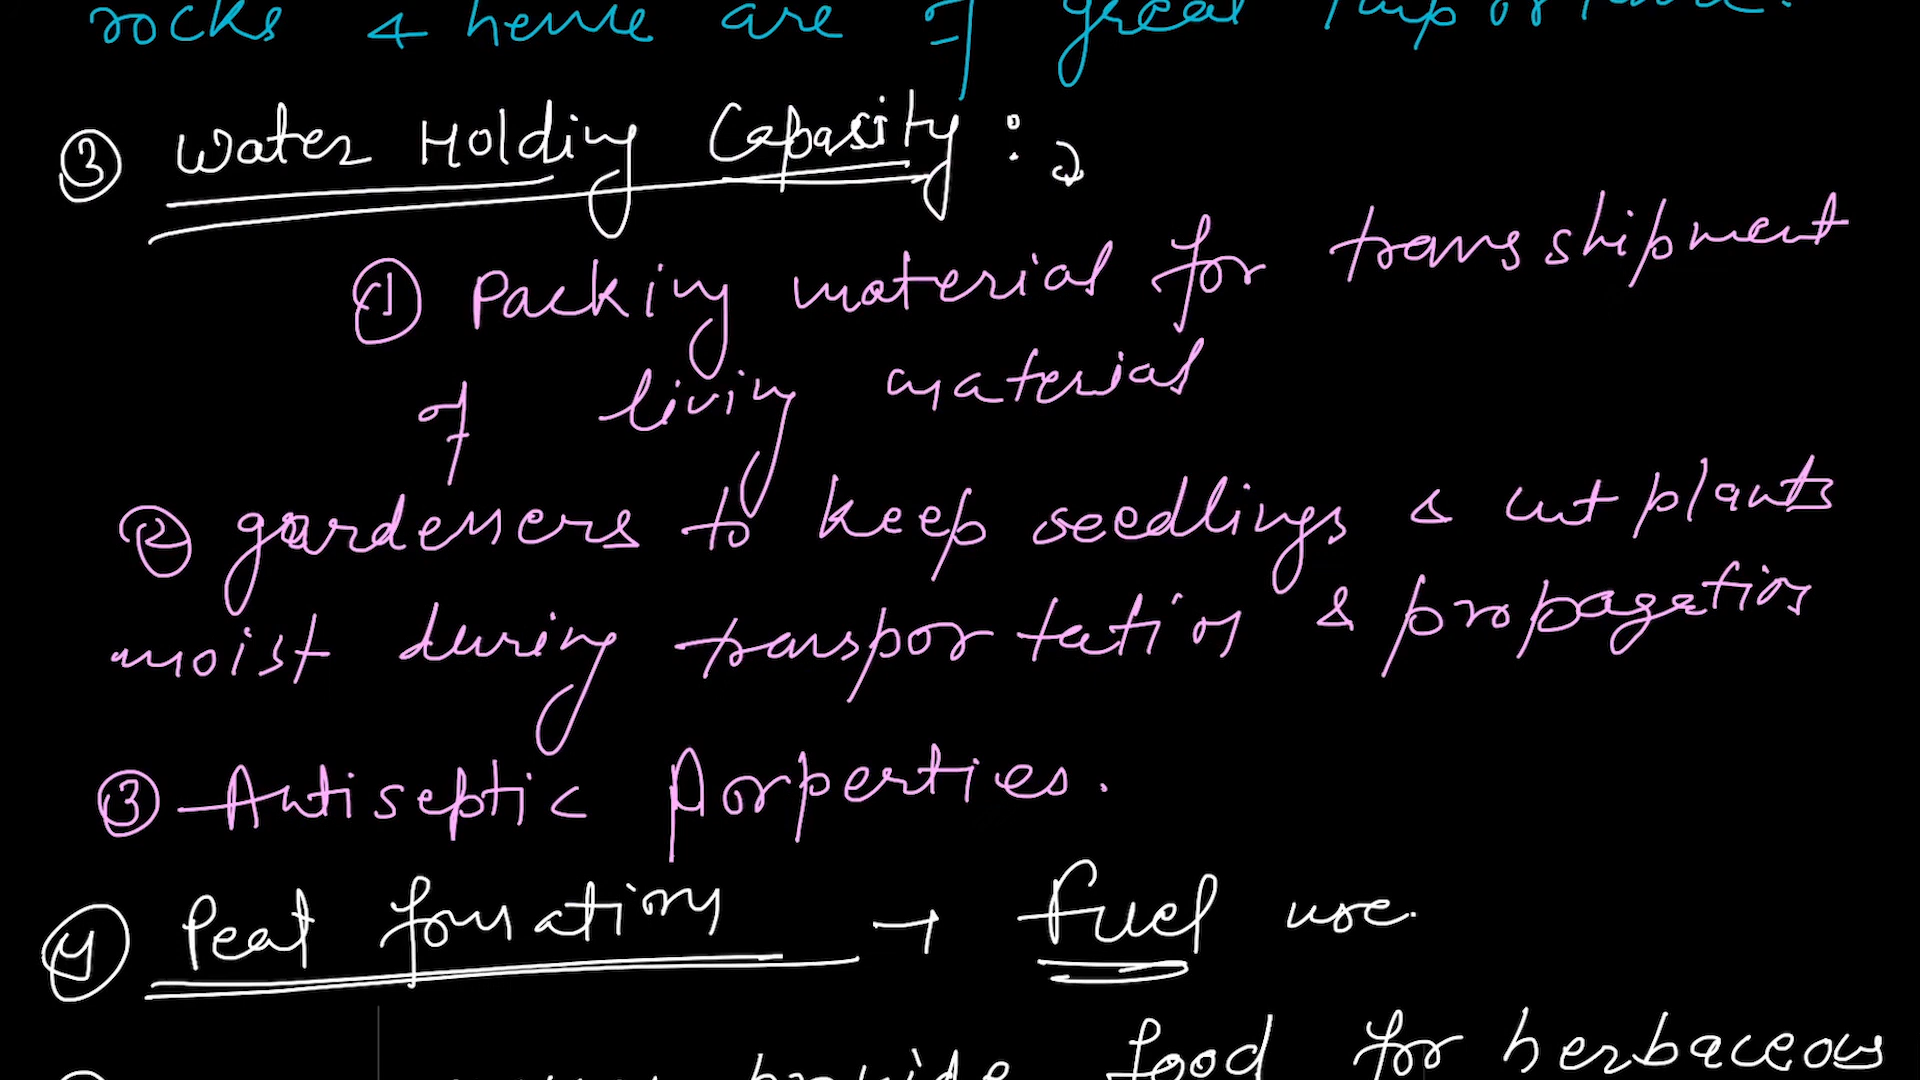 rocks & hence are of great importance.
③ Water Holding Capasity :→
① Packing material for transshipment
of living material
② gardeners to keep seedlings & cut plants
moist during transportation & propagation
③ Antiseptic Porperties.
④ Peat formation → fuel use.
provide food for herbaceous